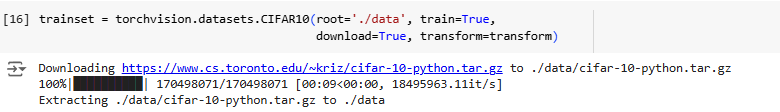 [16] trainset = torchvision.datasets.CIFAR10(root='./data', train=True,
download=True, transform=transform)
Downloading https://www.cs.toronto.edu/~kriz/cifar-10-python.tar.gz to ./data/cifar-10-python.tar.gz
100%|██████████| 170498071/170498071 [00:09<00:00, 18495963.11it/s]
Extracting ./data/cifar-10-python.tar.gz to ./data